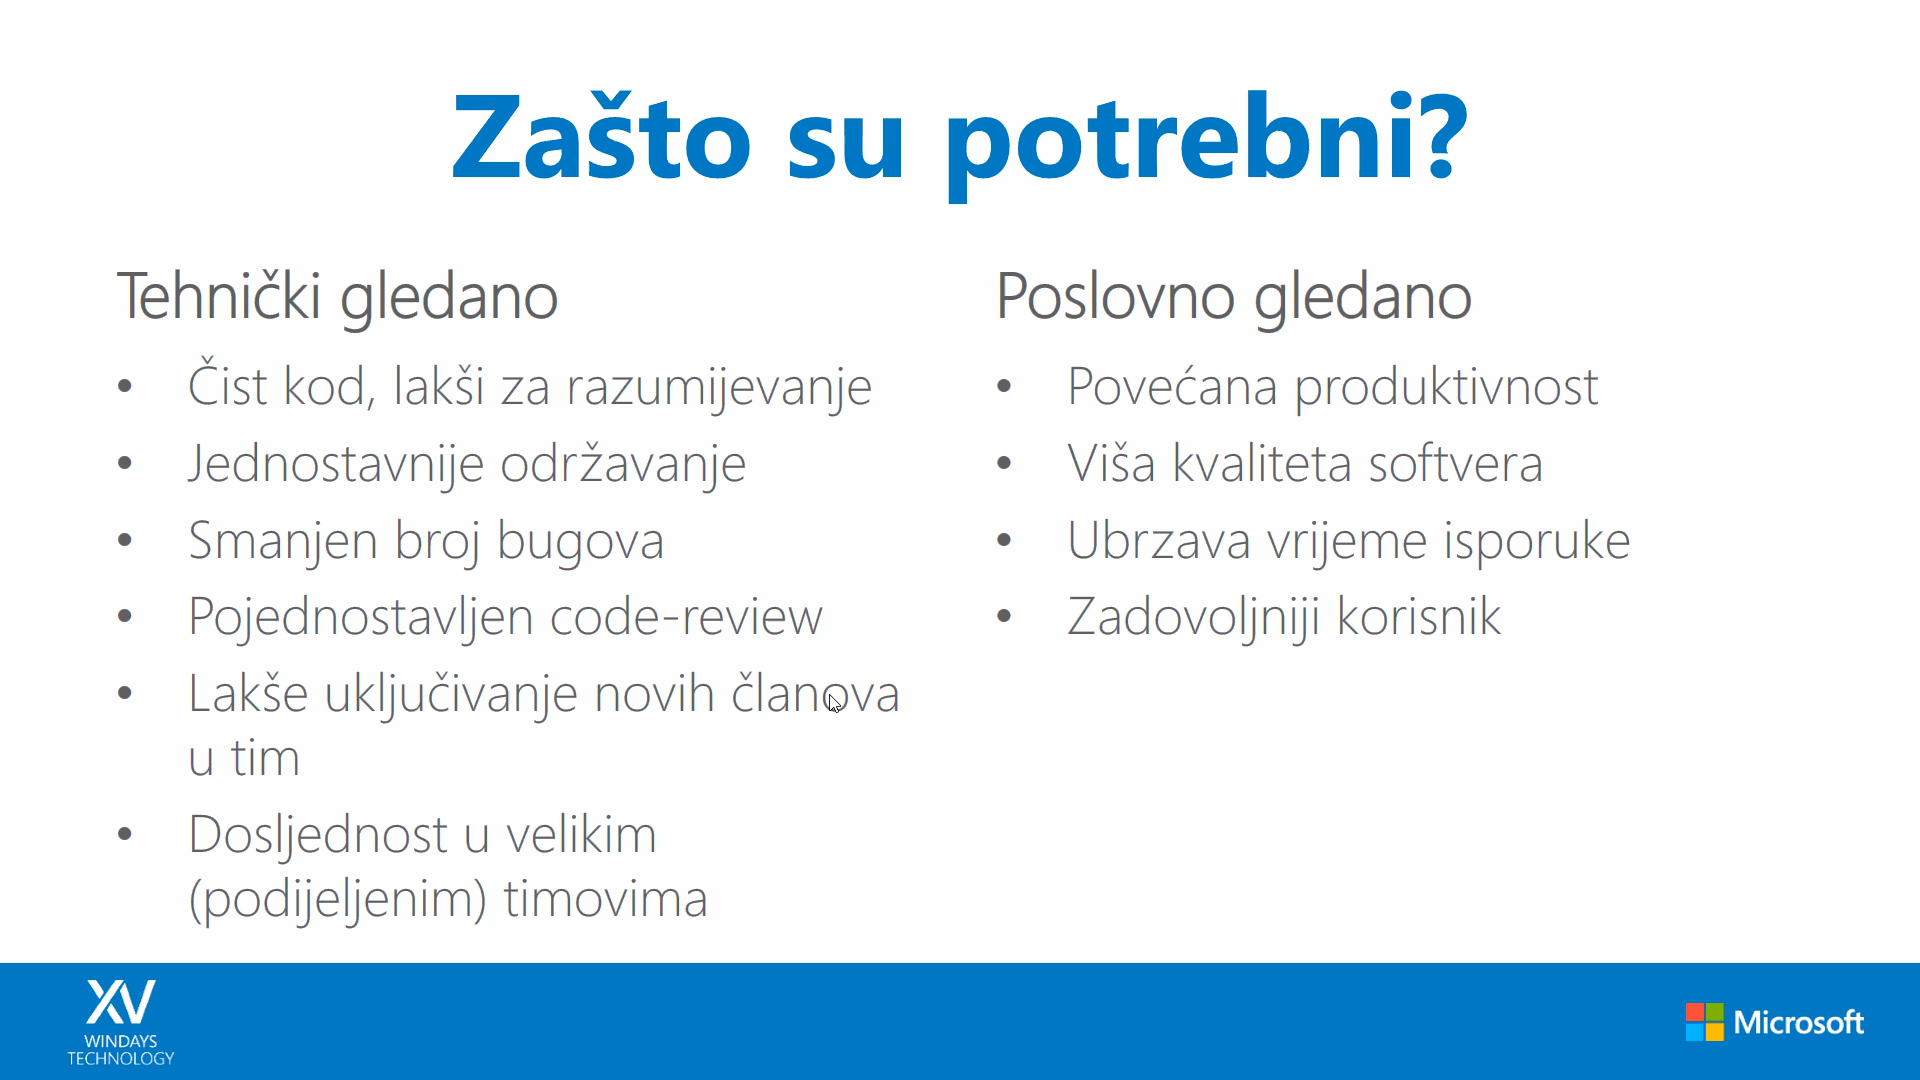 Zašto su potrebni?
Tehnički gledano
• Čist kod, lakši za razumijevanje
• Jednostavnije održavanje
• Smanjen broj bugova
• Pojednostavljen code-review
• Lakše uključivanje novih članova
u tim
• Dosljednost u velikim
(podijeljenim) timovima
Poslovno gledano
• Povećana produktivnost
• Viša kvaliteta softvera
• Ubrzava vrijeme isporuke
• Zadovoljniji korisnik
XV
WINDAYS
TECHNOLOGY
Microsoft